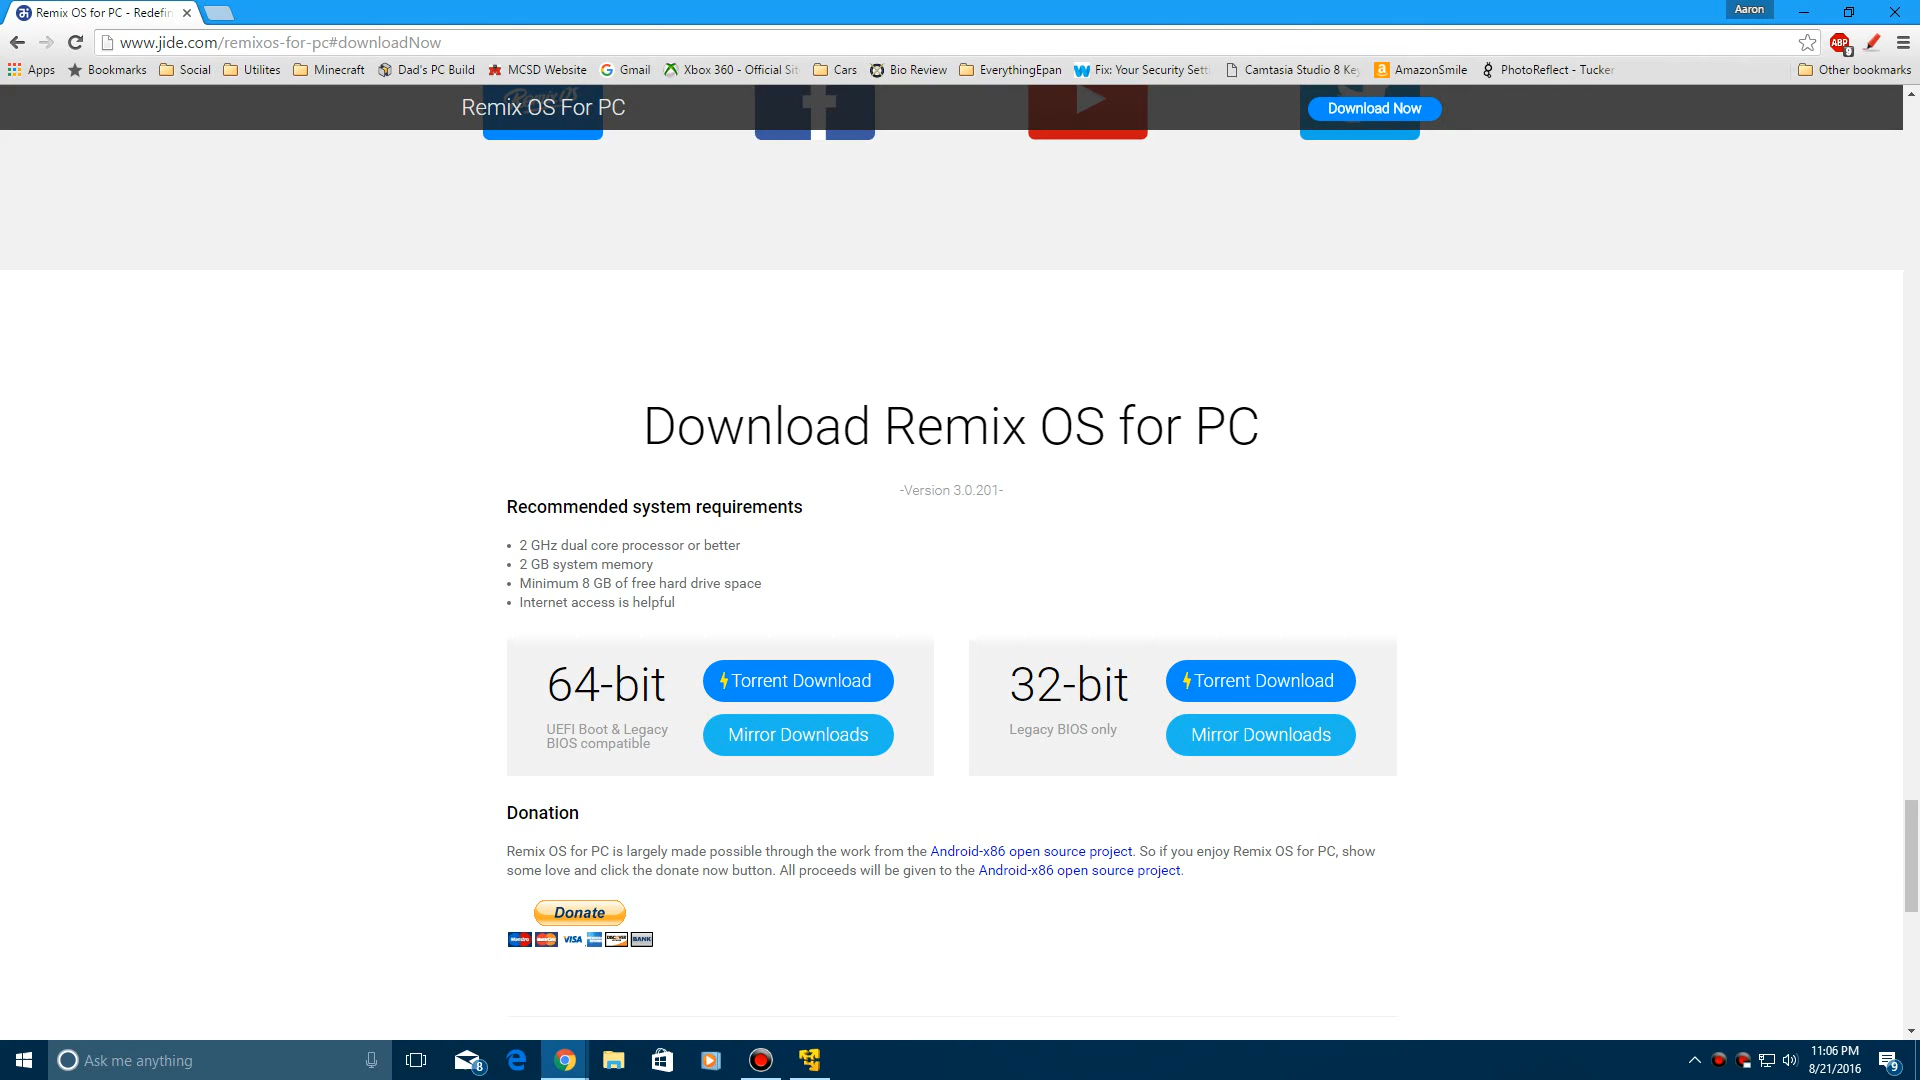 Remix OS for PC - Redefin
Aaron
www.jide.com/remixos-for-pc#downloadNow
ABP
9
Apps
Bookmarks
Social
Utilites
Minecraft
Dad's PC Build
MCSD Website
Gmail
Xbox 360 - Official Sit
Cars
Bio Review
EverythingEpan
Fix: Your Security Sett
Camtasia Studio 8 Key
AmazonSmile
PhotoReflect - Tucker
Other bookmarks
Remix OS For PC
Download Now
Download Remix OS for PC
-Version 3.0.201-
Recommended system requirements
• 2 GHz dual core processor or better
• 2 GB system memory
• Minimum 8 GB of free hard drive space
• Internet access is helpful
64-bit
UEFI Boot & Legacy
BIOS compatible
Torrent Download
Mirror Downloads
32-bit
Legacy BIOS only
Torrent Download
Mirror Downloads
Donation
Remix OS for PC is largely made possible through the work from the Android-x86 open source project. So if you enjoy Remix OS for PC, show
some love and click the donate now button. All proceeds will be given to the Android-x86 open source project.
Donate
VISA
BANK
Ask me anything
8
11:06 PM
8/21/2016
9